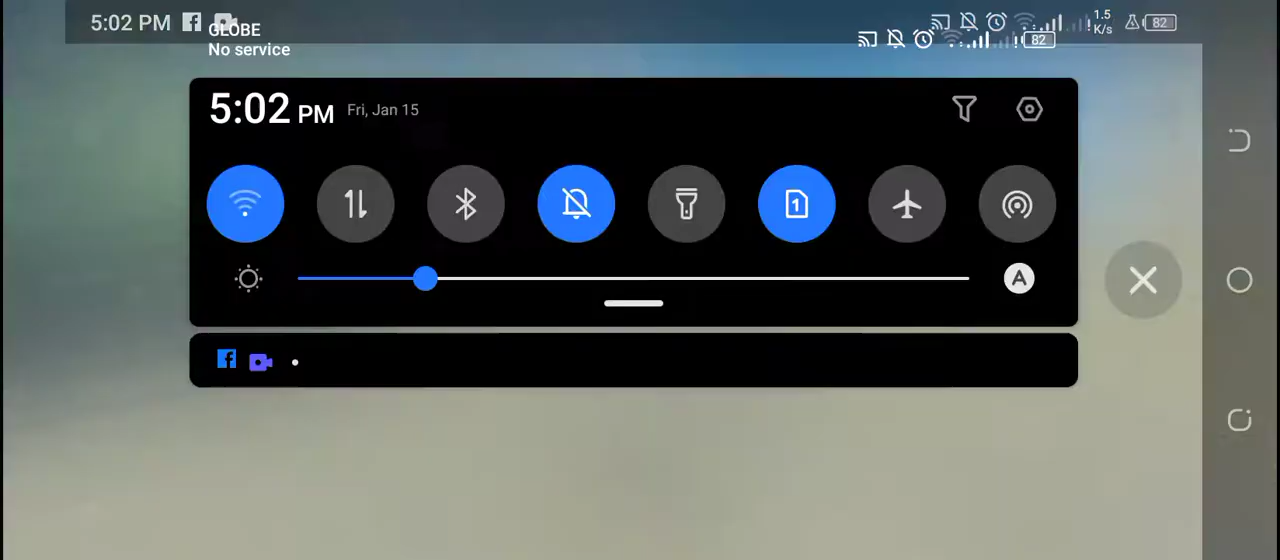 5:02 PM
1.5
K/s
82
GLOBE
No service
82
5:02 PM Fri, Jan 15
1
A